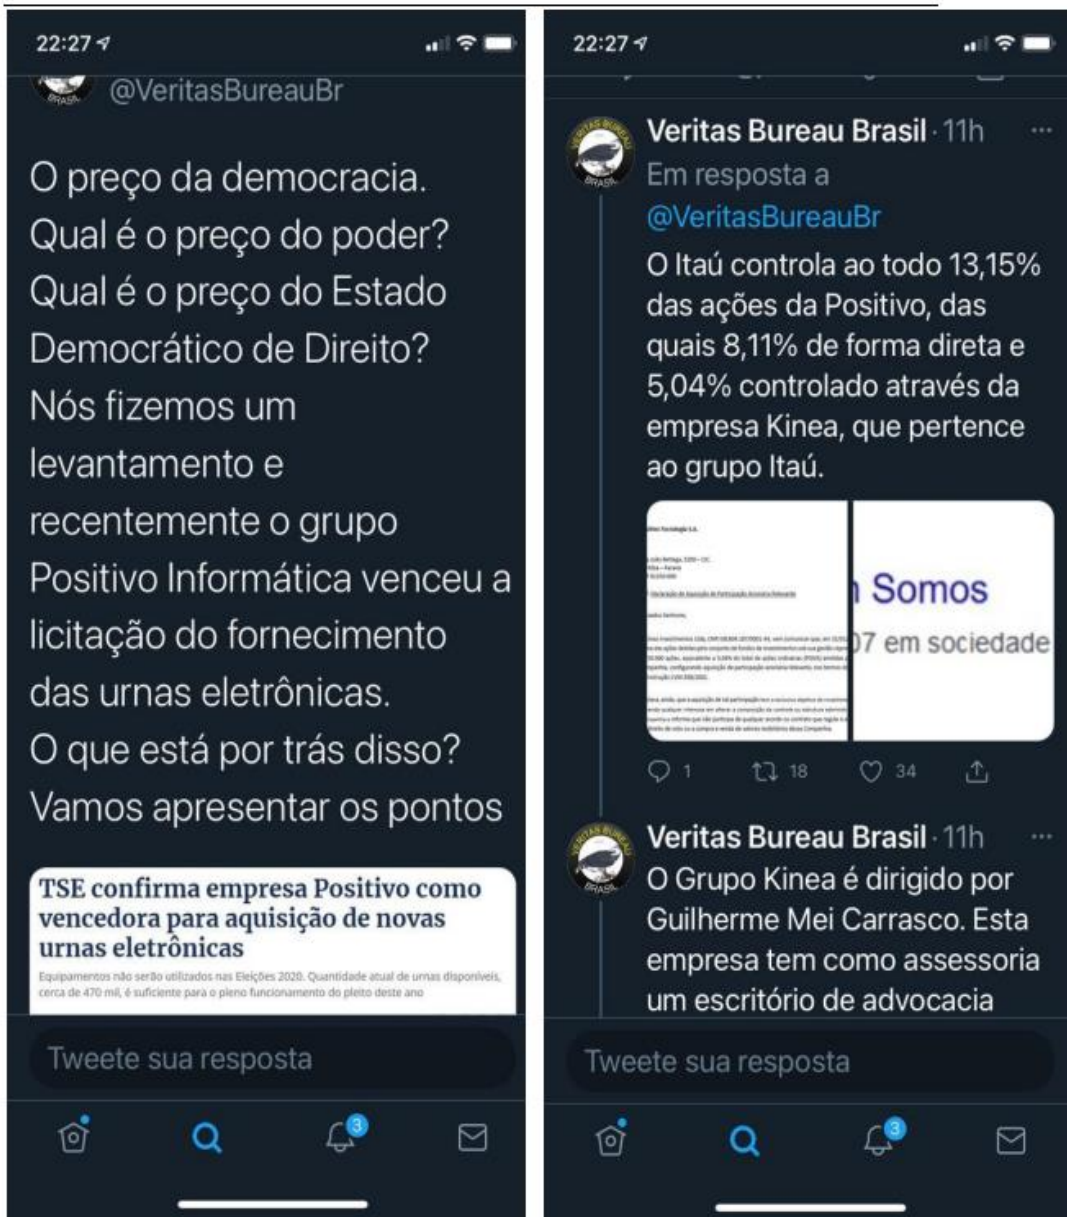 22:27
@VeritasBureauBr
O preço da democracia.
Qual é o preço do poder?
Qual é o preço do Estado
Democrático de Direito?
Nós fizemos um
levantamento e
recentemente o grupo
Positivo Informática venceu a
licitação do fornecimento
das urnas eletrônicas.
O que está por trás disso?
Vamos apresentar os pontos
TSE confirma empresa Positivo como
vencedora para aquisição de novas
urnas eletrônicas
Equipamentos não serão utilizados nas Eleições 2020. Quantidade atual de urnas disponíveis,
cerca de 470 mil, é suficiente para o pleno funcionamento do pleito deste ano
Tweete sua resposta
3
22:27
VERITAS BUREAU
BRASIL
Veritas Bureau Brasil · 11h
Em resposta a
@VeritasBureauBr
O Itaú controla ao todo 13,15%
das ações da Positivo, das
quais 8,11% de forma direta e
5,04% controlado através da
empresa Kinea, que pertence
ao grupo Itaú.
Somos
07 em sociedade
1 18 34
VERITAS BUREAU
BRASIL
Veritas Bureau Brasil · 11h
O Grupo Kinea é dirigido por
Guilherme Mei Carrasco. Esta
empresa tem como assessoria
um escritório de advocacia
Tweete sua resposta
3